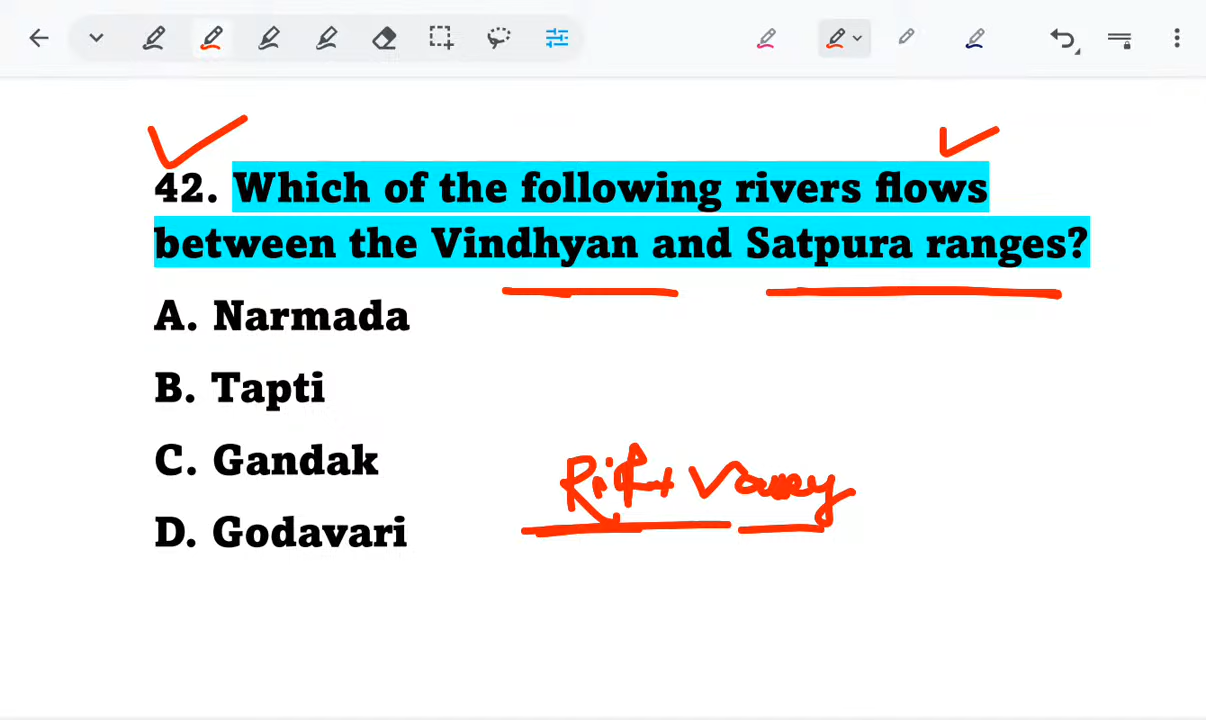 42. Which of the following rivers flows
between the Vindhyan and Satpura ranges?
A. Narmada
B. Tapti
C. Gandak
D. Godavari
Rift Valley